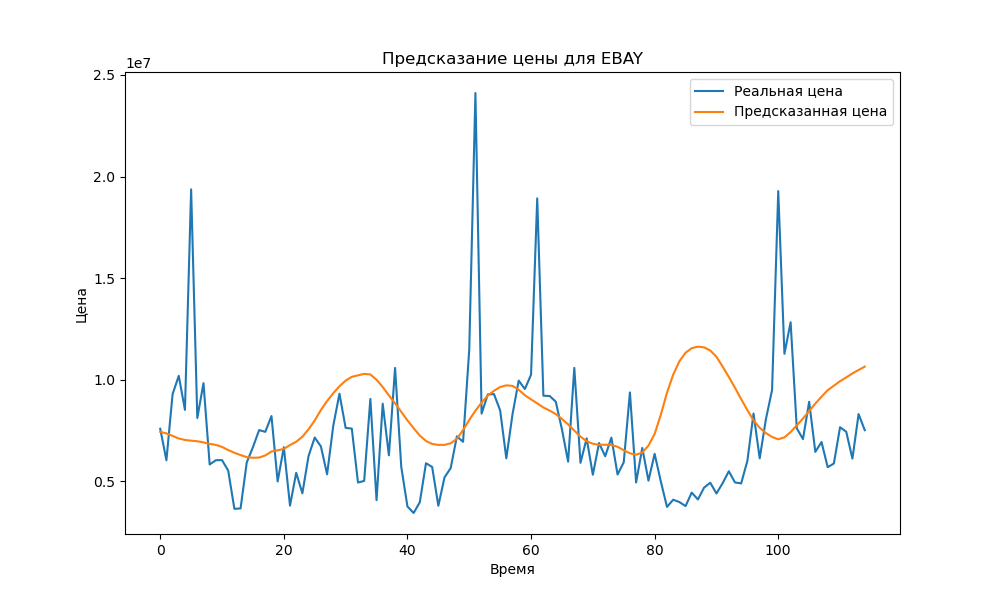 Предсказание цены для EBAY
1e7
2.5
2.0
1.5
1.0
0.5
Цена
0 20 40 60 80 100
Время
Реальная цена
Предсказанная цена